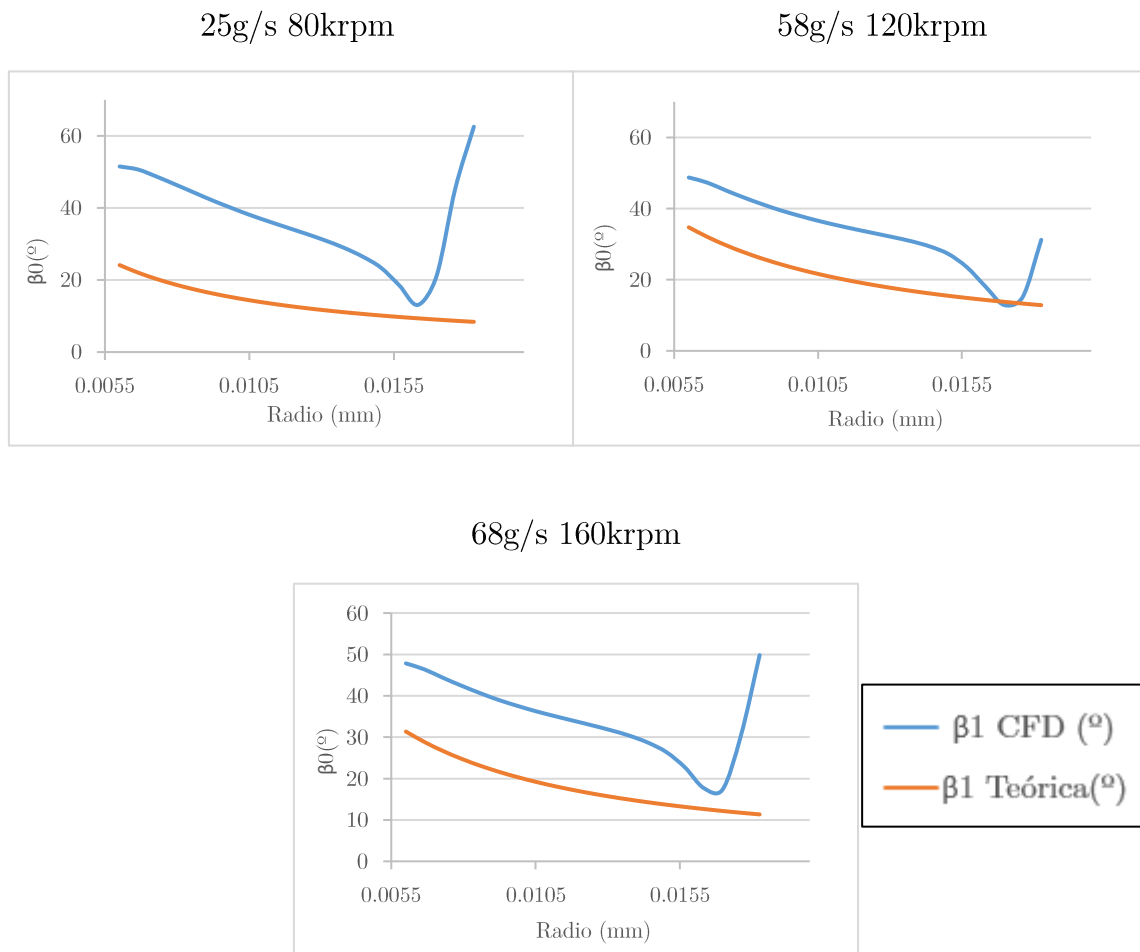 25g/s 80krpm
58g/s 120krpm
60
40
20
0
β0(º)
0.0055 0.0105 0.0155
Radio (mm)
60
40
20
0
β0(º)
0.0055 0.0105 0.0155
Radio (mm)
68g/s 160krpm
60
50
40
30
20
10
0
β0(º)
0.0055 0.0105 0.0155
Radio (mm)
β1 CFD (º)
β1 Teórica(º)